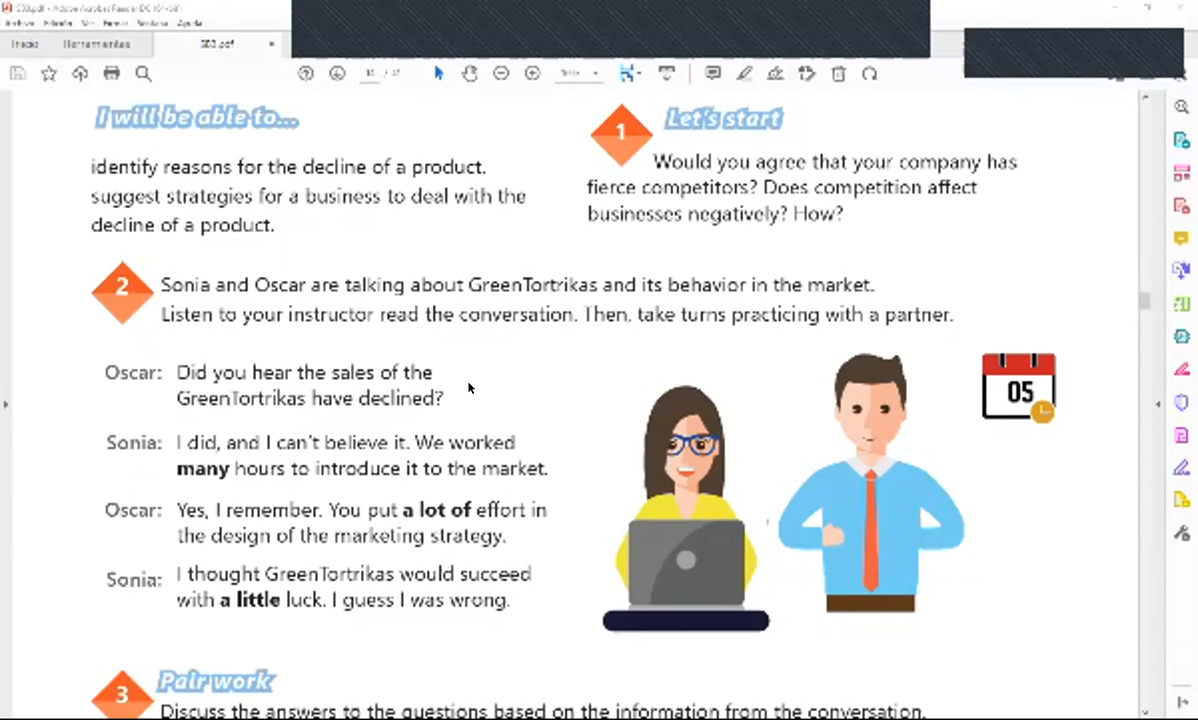 Inicio Herramientas SB3.pdf
I will be able to...
identify reasons for the decline of a product.
suggest strategies for a business to deal with the
decline of a product.
1 Let's start
Would you agree that your company has
fierce competitors? Does competition affect
businesses negatively? How?
2 Sonia and Oscar are talking about GreenTortrikas and its behavior in the market.
Listen to your instructor read the conversation. Then, take turns practicing with a partner.
Oscar: Did you hear the sales of the
GreenTortrikas have declined?
Sonia: I did, and I can't believe it. We worked
many hours to introduce it to the market.
Oscar: Yes, I remember. You put a lot of effort in
the design of the marketing strategy.
Sonia: I thought GreenTortrikas would succeed
with a little luck. I guess I was wrong.
05
3 Pair work
Discuss the answers to the questions based on the information from the conversation.